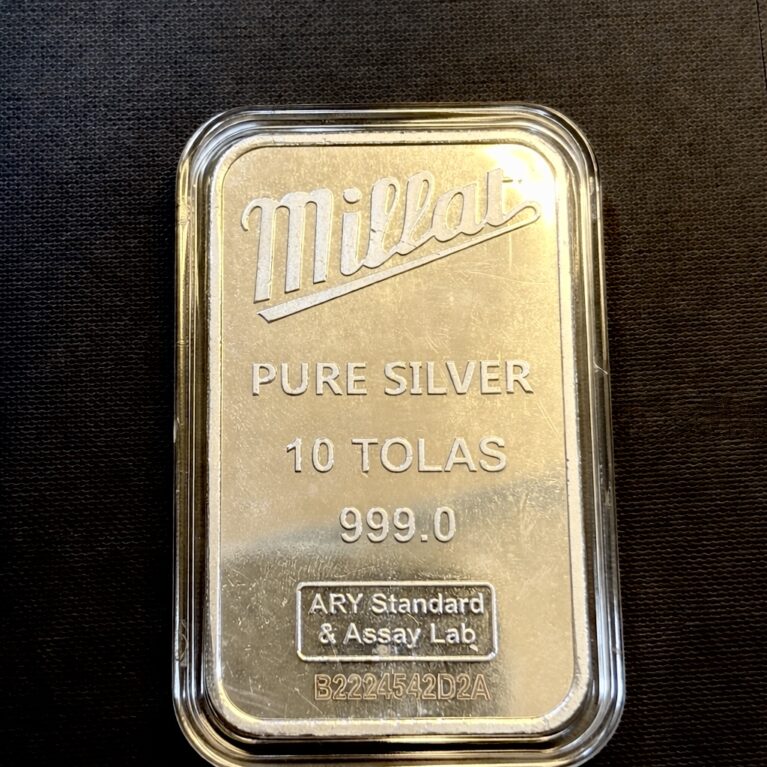 Millat
PURE SILVER
10 TOLAS
999.0
ARY Standard
& Assay Lab
B2224542D2A